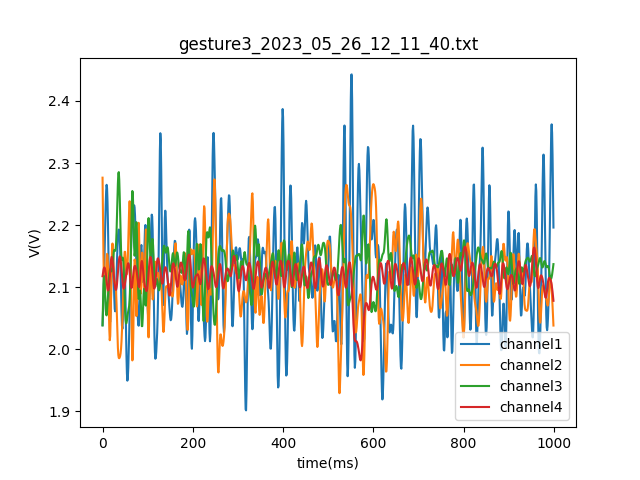 gesture3_2023_05_26_12_11_40.txt
V(V)
2.4
2.3
2.2
2.1
2.0
1.9
channel1
channel2
channel3
channel4
0 200 400 600 800 1000
time(ms)